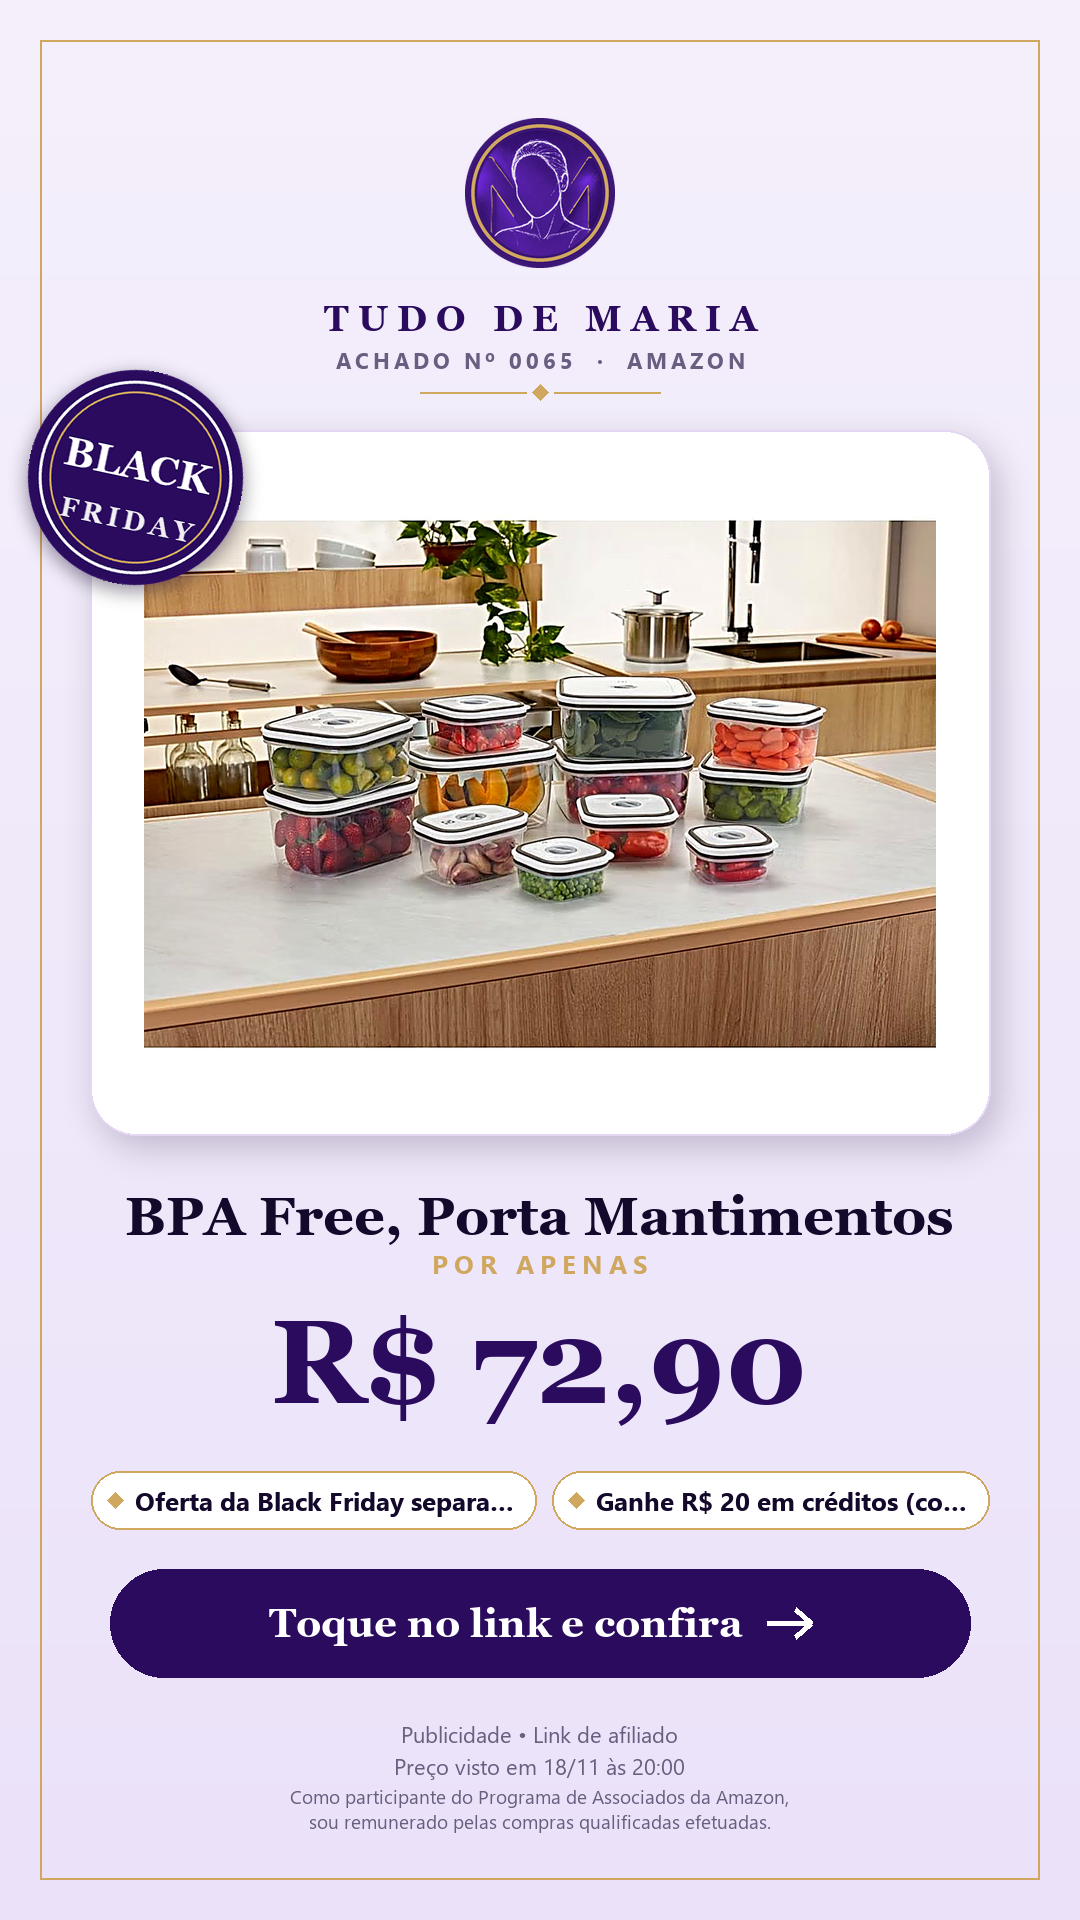 TUDO DE MARIA
ACHADO Nº 0065 · AMAZON
BLACK
FRIDAY
BPA Free, Porta Mantimentos
POR APENAS
R$ 72,90
Oferta da Black Friday separa...
Ganhe R$ 20 em créditos (co...
Toque no link e confira →
Publicidade • Link de afiliado
Preço visto em 18/11 às 20:00
Como participante do Programa de Associados da Amazon,
sou remunerado pelas compras qualificadas efetuadas.